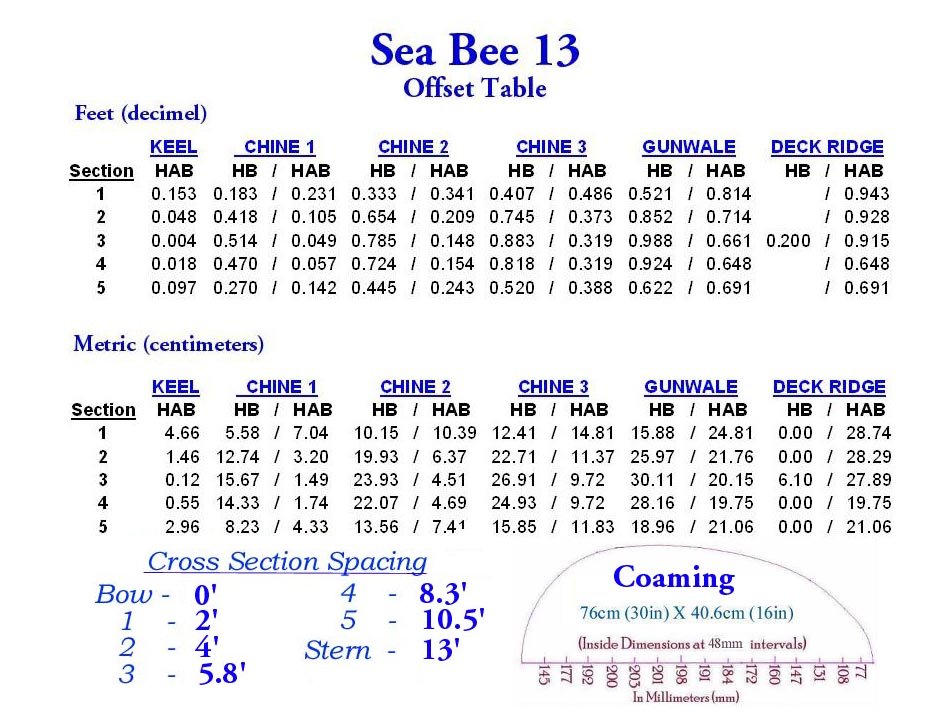 Sea Bee 13
Offset Table
Feet (decimel)
KEEL CHINE 1 CHINE 2 CHINE 3 GUNWALE DECK RIDGE
Section HAB HB / HAB HB / HAB HB / HAB HB / HAB HB / HAB
1 0.153 0.183 / 0.231 0.333 / 0.341 0.407 / 0.486 0.521 / 0.814 / 0.943
2 0.048 0.418 / 0.105 0.654 / 0.209 0.745 / 0.373 0.852 / 0.714 / 0.928
3 0.004 0.514 / 0.049 0.785 / 0.148 0.883 / 0.319 0.988 / 0.661 0.200 / 0.915
4 0.018 0.470 / 0.057 0.724 / 0.154 0.818 / 0.319 0.924 / 0.648 / 0.648
5 0.097 0.270 / 0.142 0.445 / 0.243 0.520 / 0.388 0.622 / 0.691 / 0.691
Metric (centimeters)
KEEL CHINE 1 CHINE 2 CHINE 3 GUNWALE DECK RIDGE
Section HAB HB / HAB HB / HAB HB / HAB HB / HAB HB / HAB
1 4.66 5.58 / 7.04 10.15 / 10.39 12.41 / 14.81 15.88 / 24.81 0.00 / 28.74
2 1.46 12.74 / 3.20 19.93 / 6.37 22.71 / 11.37 25.97 / 21.76 0.00 / 28.29
3 0.12 15.67 / 1.49 23.93 / 4.51 26.91 / 9.72 30.11 / 20.15 6.10 / 27.89
4 0.55 14.33 / 1.74 22.07 / 4.69 24.93 / 9.72 28.16 / 19.75 0.00 / 19.75
5 2.96 8.23 / 4.33 13.56 / 7.41 15.85 / 11.83 18.96 / 21.06 0.00 / 21.06
Cross Section Spacing
Bow - 0'
1 - 2'
2 - 4'
3 - 5.8'
4 - 8.3'
5 - 10.5'
Stern - 13'
Coaming
76cm (30in) X 40.6cm (16in)
(Inside Dimensions at 48mm intervals)
145 177 192 200 203 201 198 191 184 172 160 147 131 108 77
In Millimeters (mm)